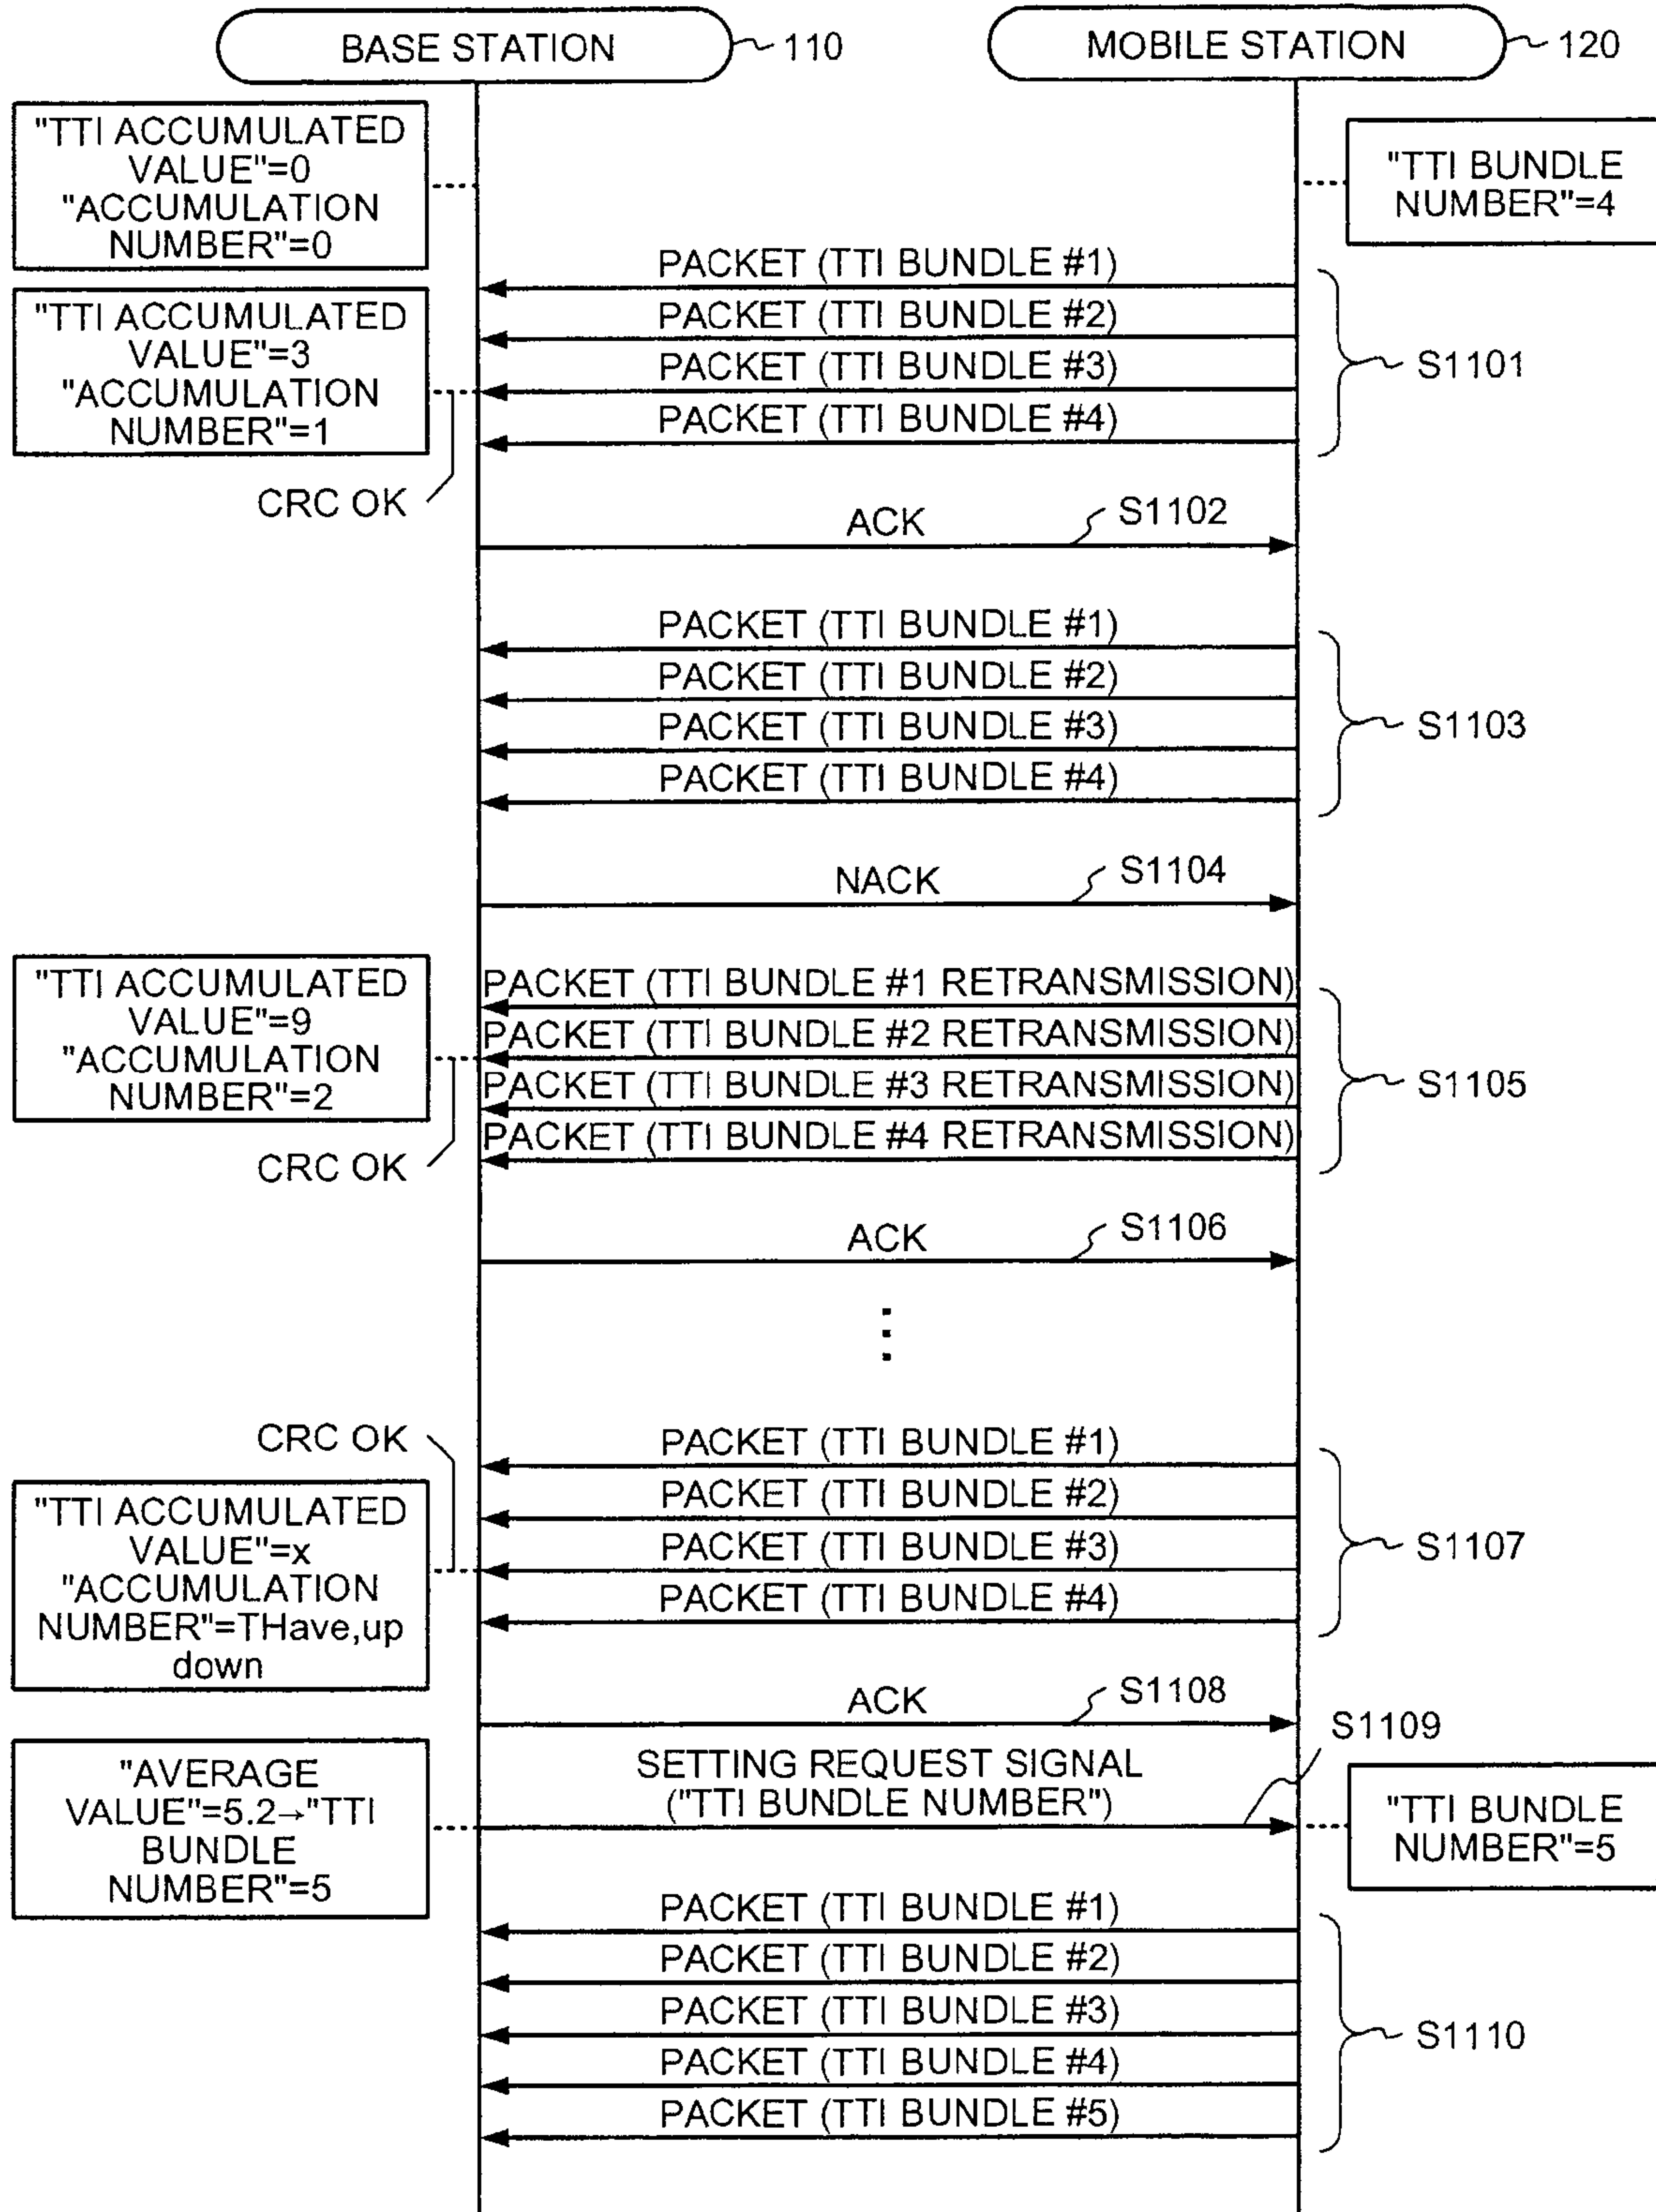 BASE STATION
110
MOBILE STATION
120
"TTI ACCUMULATED
VALUE"=0
"ACCUMULATION
NUMBER"=0
"TTI BUNDLE
NUMBER"=4
PACKET (TTI BUNDLE #1)
PACKET (TTI BUNDLE #2)
PACKET (TTI BUNDLE #3)
PACKET (TTI BUNDLE #4)
S1101
"TTI ACCUMULATED
VALUE"=3
"ACCUMULATION
NUMBER"=1
CRC OK
ACK
S1102
PACKET (TTI BUNDLE #1)
PACKET (TTI BUNDLE #2)
PACKET (TTI BUNDLE #3)
PACKET (TTI BUNDLE #4)
S1103
NACK
S1104
"TTI ACCUMULATED
VALUE"=9
"ACCUMULATION
NUMBER"=2
CRC OK
PACKET (TTI BUNDLE #1 RETRANSMISSION)
PACKET (TTI BUNDLE #2 RETRANSMISSION)
PACKET (TTI BUNDLE #3 RETRANSMISSION)
PACKET (TTI BUNDLE #4 RETRANSMISSION)
S1105
ACK
S1106
CRC OK
PACKET (TTI BUNDLE #1)
PACKET (TTI BUNDLE #2)
PACKET (TTI BUNDLE #3)
PACKET (TTI BUNDLE #4)
S1107
"TTI ACCUMULATED
VALUE"=x
"ACCUMULATION
NUMBER"=THave,up
down
ACK
S1108
S1109
"AVERAGE
VALUE"=5.2→"TTI
BUNDLE
NUMBER"=5
SETTING REQUEST SIGNAL
("TTI BUNDLE NUMBER")
"TTI BUNDLE
NUMBER"=5
PACKET (TTI BUNDLE #1)
PACKET (TTI BUNDLE #2)
PACKET (TTI BUNDLE #3)
PACKET (TTI BUNDLE #4)
PACKET (TTI BUNDLE #5)
S1110